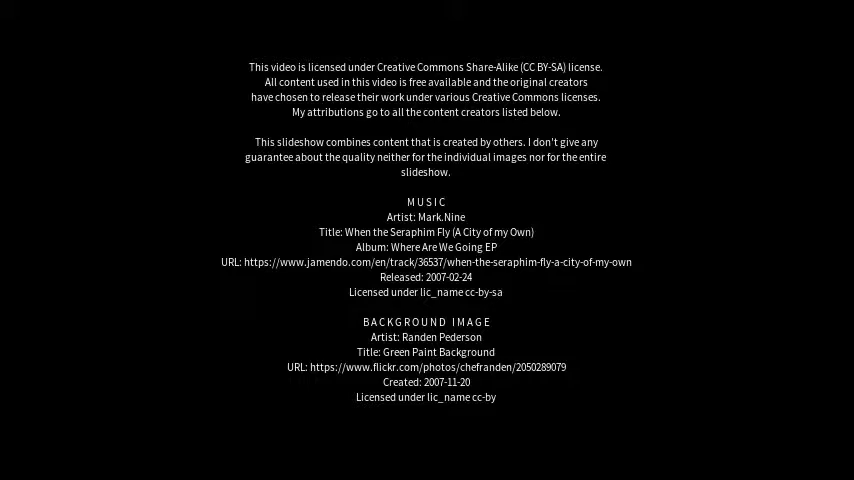 This video is licensed under Creative Commons Share-Alike (CC BY-SA) license.
All content used in this video is free available and the original creators
have chosen to release their work under various Creative Commons licenses.
My attributions go to all the content creators listed below.
This slideshow combines content that is created by others. I don't give any
guarantee about the quality neither for the individual images nor for the entire
slideshow.
MUSIC
Artist: Mark.Nine
Title: When the Seraphim Fly (A City of my Own)
Album: Where Are We Going EP
URL: https://www.jamendo.com/en/track/36537/when-the-seraphim-fly-a-city-of-my-own
Released: 2007-02-24
Licensed under lic_name cc-by-sa
BACKGROUND IMAGE
Artist: Randen Pederson
Title: Green Paint Background
URL: https://www.flickr.com/photos/chefranden/2050289079
Created: 2007-11-20
Licensed under lic_name cc-by